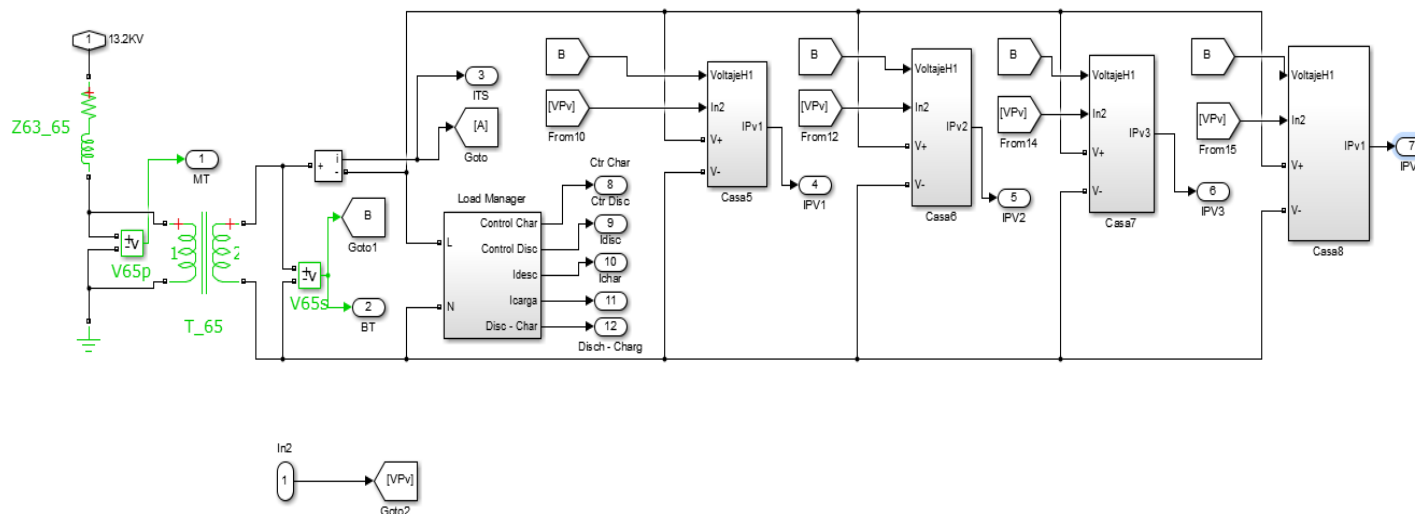 1
13.2KV
Z63_65
1
MT
V65p
1
2
T_65
+
i
-
3
ITS
[A]
Goto
B
Goto1
V65s
2
BT
Load Manager
L
N
Control Char
Control Disc
Idesc
Icarga
Disc - Char
Ctr Char
8
Ctr Disc
9
Idisc
10
Ichar
11
12
Disch - Charg
B
[VPv]
From10
VoltajeH1
In2
V+
V-
IPv1
Casa5
4
IPV1
B
[VPv]
From12
VoltajeH1
In2
V+
V-
IPv2
Casa6
5
IPV2
B
[VPv]
From14
VoltajeH1
In2
V+
V-
IPv3
Casa7
6
IPV3
B
[VPv]
From15
VoltajeH1
In2
V+
V-
IPv1
Casa8
7
In2
1
[VPv]
Goto2